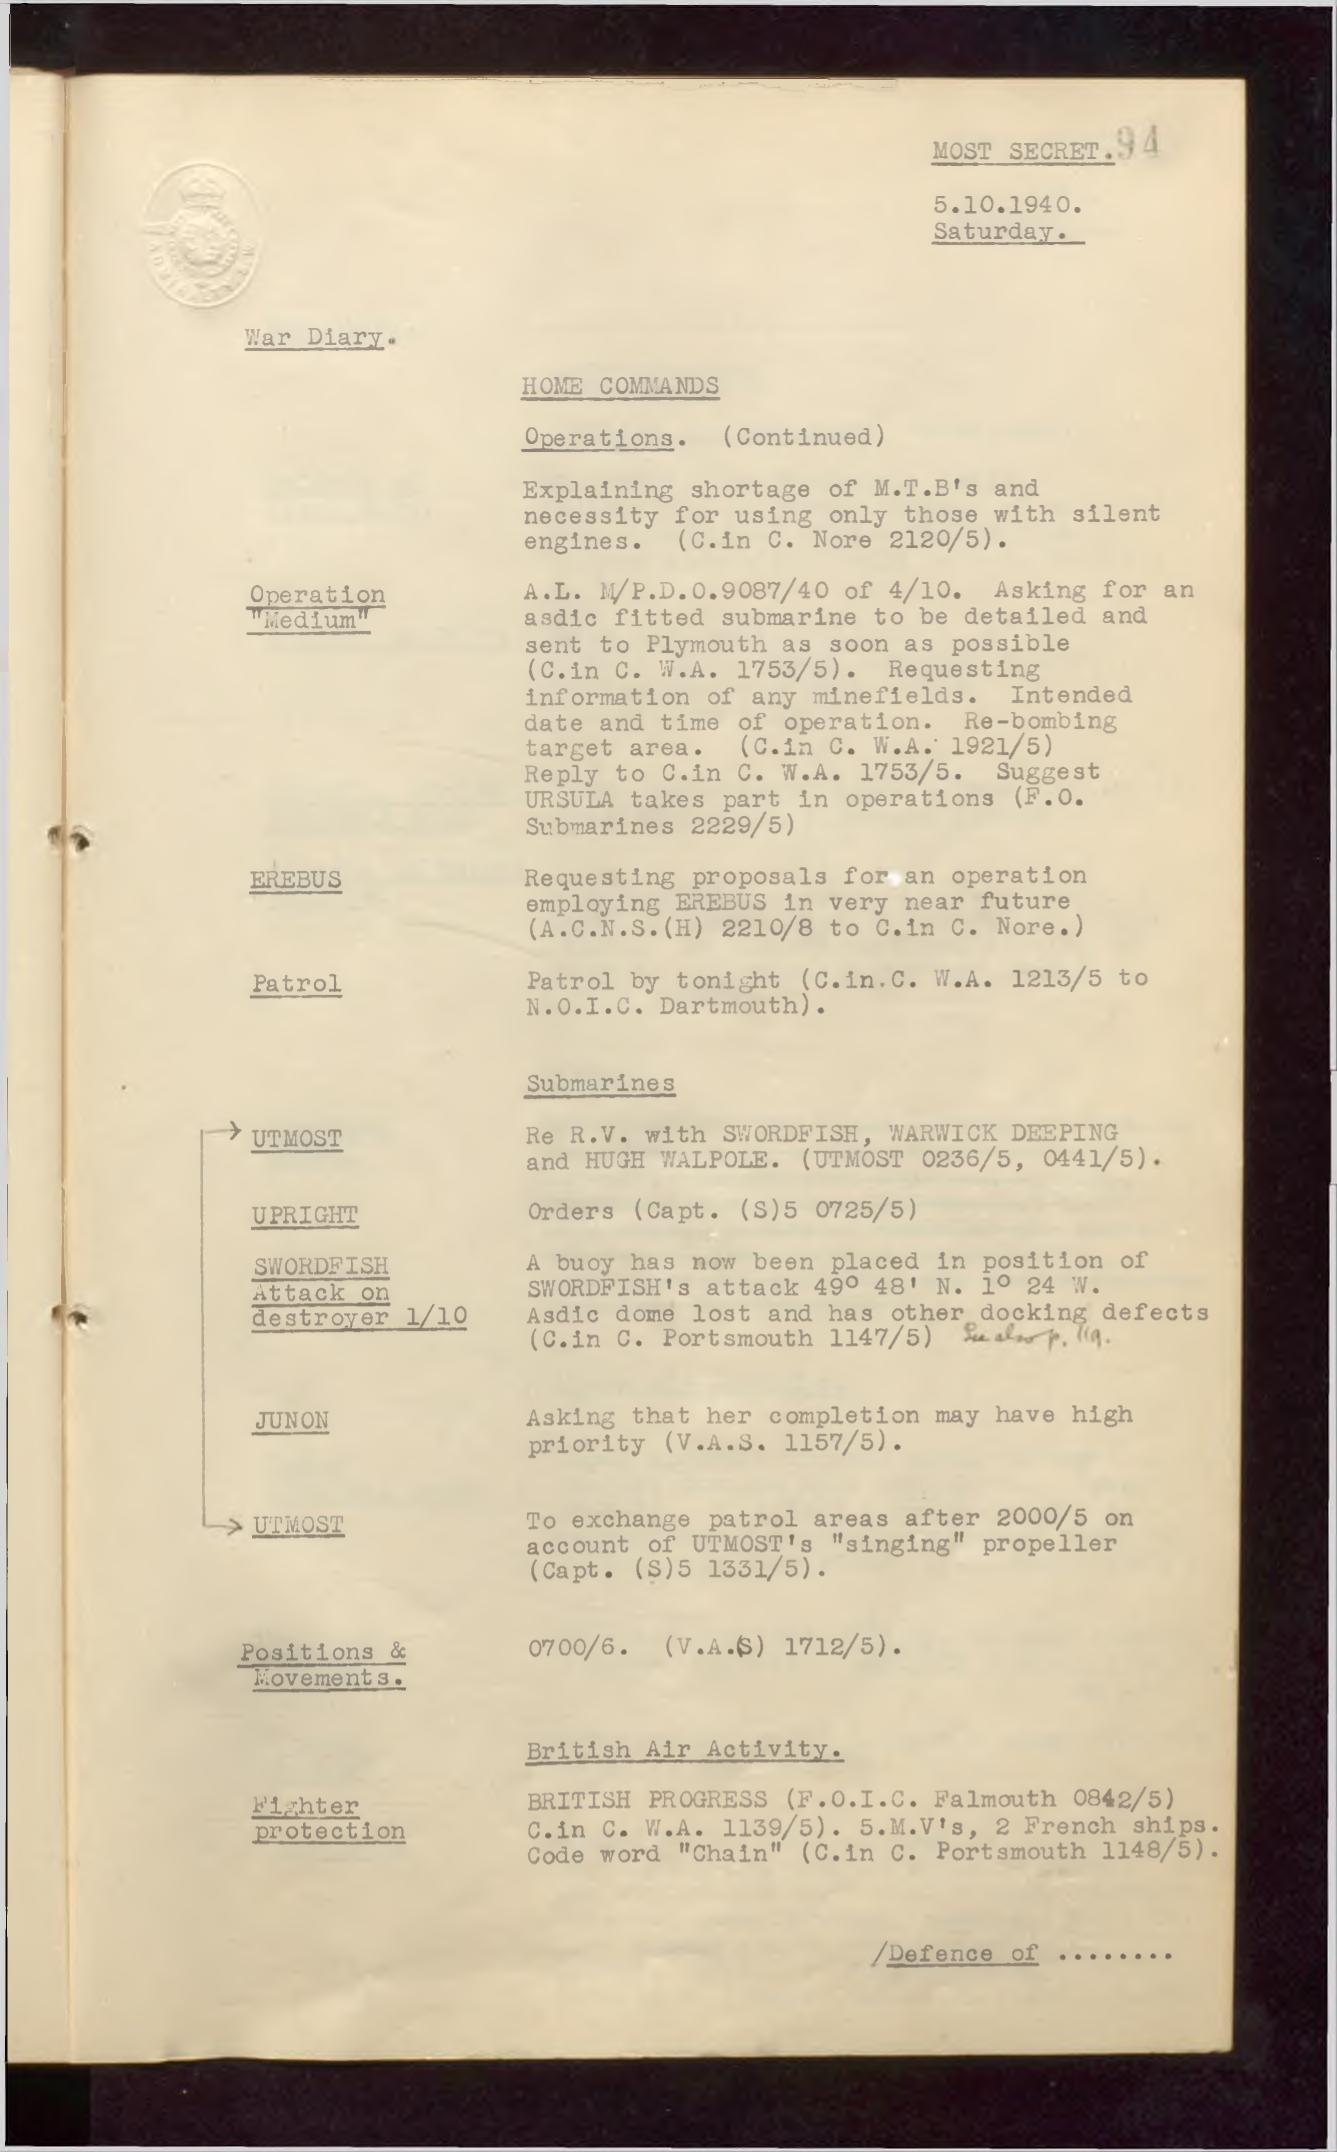 MOST SECRET. 94
5.10.1940.
Saturday.
War Diary.
HOME COMMANDS
Operations. (Continued)
Explaining shortage of M.T.B's and
necessity for using only those with silent
engines. (C.in C. Nore 2120/5).
Operation
"Medium"
A.L. M/P.D.O.9087/40 of 4/10. Asking for an
asdic fitted submarine to be detailed and
sent to Plymouth as soon as possible
(C.in C. W.A. 1753/5). Requesting
information of any minefields. Intended
date and time of operation. Re-bombing
target area. (C.in C. W.A. 1921/5)
Reply to C.in C. W.A. 1753/5. Suggest
URSULA takes part in operations (F.O.
Submarines 2229/5)
EREBUS
Requesting proposals for an operation
employing EREBUS in very near future
(A.C.N.S.(H) 2210/8 to C.in C. Nore.)
Patrol
Patrol by tonight (C.in.C. W.A. 1213/5 to
N.O.I.C. Dartmouth).
Submarines
UTMOST
Re R.V. with SWORDFISH, WARWICK DEEPING
and HUGH WALPOLE. (UTMOST 0236/5, 0441/5).
UPRIGHT
Orders (Capt. (S)5 0725/5)
SWORDFISH
Attack on
destroyer 1/10
A buoy has now been placed in position of
SWORDFISH's attack 49° 48' N. 1° 24 W.
Asdic dome lost and has other docking defects
(C.in C. Portsmouth 1147/5) See also p.
JUNON
Asking that her completion may have high
priority (V.A.S. 1157/5).
UTMOST
To exchange patrol areas after 2000/5 on
account of UTMOST's "singing" propeller
(Capt. (S)5 1331/5).
Positions &
Movements.
0700/6. (V.A.(S) 1712/5).
British Air Activity.
Fighter
protection
BRITISH PROGRESS (F.O.I.C. Falmouth 0842/5)
C.in C. W.A. 1139/5). 5.M.V's, 2 French ships.
Code word "Chain" (C.in C. Portsmouth 1148/5).
/Defence of ........